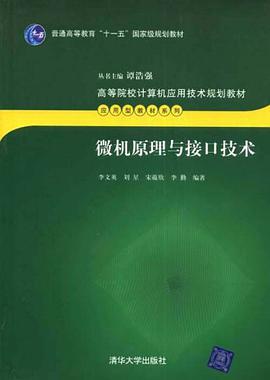 普通高等教育“十一五”国家级规划教材
丛书主编 谭浩强
高等院校计算机应用技术规划教材
应用型教材系列
微机原理与接口技术
李文英 刘星 宋蕴新 李勤 编著
清华大学出版社